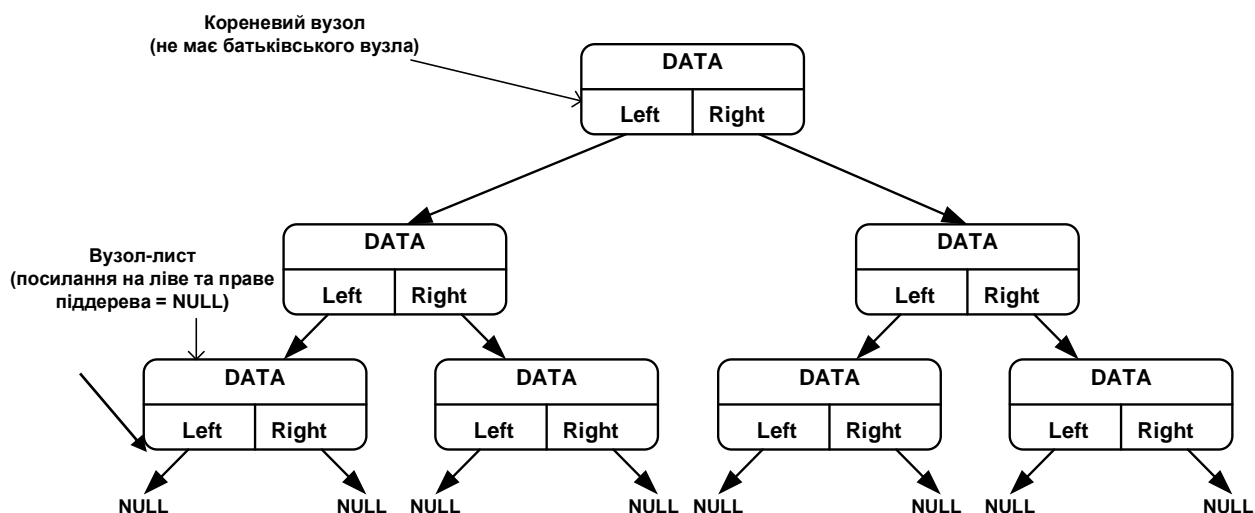 Кореневий вузол
(не має батьківського вузла)
DATA
Left Right
Вузол-лист
(посилання на ліве та праве
піддерева = NULL)
DATA
Left Right
DATA
Left Right
DATA
Left Right
DATA
Left Right
DATA
Left Right
DATA
Left Right
NULL NULL NULL NULL NULL NULL NULL NULL